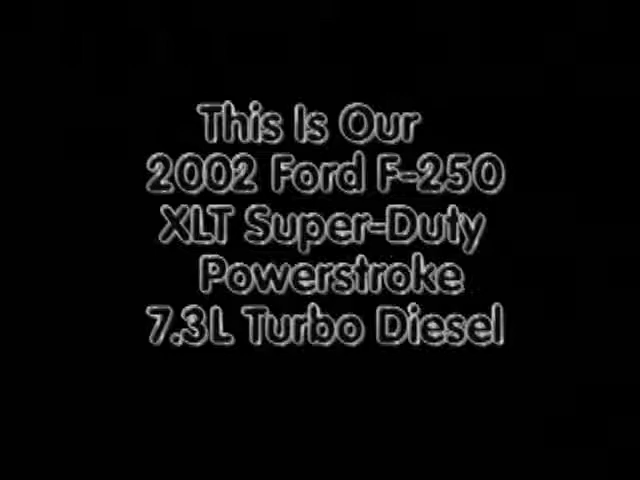 This Is Our
2002 Ford F-250
XLT Super-Duty
Powerstroke
7.3L Turbo Diesel